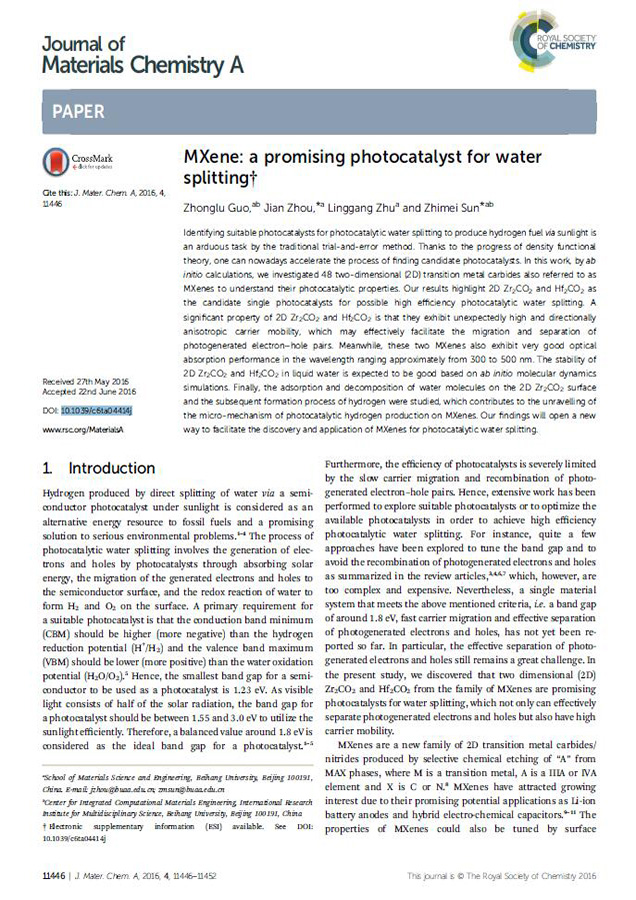 Journal of
Materials Chemistry A
ROYAL SOCIETY
OF CHEMISTRY
PAPER
CrossMark
click for updates
Cite this: J. Mater. Chem. A, 2016, 4,
11446
MXene: a promising photocatalyst for water
splitting†
Zhonglu Guo,ab Jian Zhou,*a Linggang Zhua and Zhimei Sun*ab
Identifying suitable photocatalysts for photocatalytic water splitting to produce hydrogen fuel via sunlight is
an arduous task by the traditional trial-and-error method. Thanks to the progress of density functional
theory, one can nowadays accelerate the process of finding candidate photocatalysts. In this work, by ab
initio calculations, we investigated 48 two-dimensional (2D) transition metal carbides also referred to as
MXenes to understand their photocatalytic properties. Our results highlight 2D Zr₂CO₂ and Hf₂CO₂ as
the candidate single photocatalysts for possible high efficiency photocatalytic water splitting. A
significant property of 2D Zr₂CO₂ and Hf₂CO₂ is that they exhibit unexpectedly high and directionally
anisotropic carrier mobility, which may effectively facilitate the migration and separation of
photogenerated electron–hole pairs. Meanwhile, these two MXenes also exhibit very good optical
absorption performance in the wavelength ranging approximately from 300 to 500 nm. The stability of
2D Zr₂CO₂ and Hf₂CO₂ in liquid water is expected to be good based on ab initio molecular dynamics
simulations. Finally, the adsorption and decomposition of water molecules on the 2D Zr₂CO₂ surface
and the subsequent formation process of hydrogen were studied, which contributes to the unravelling of
the micro-mechanism of photocatalytic hydrogen production on MXenes. Our findings will open a new
way to facilitate the discovery and application of MXenes for photocatalytic water splitting.
Received 27th May 2016
Accepted 22nd June 2016
DOI: 10.1039/c6ta04414j
www.rsc.org/MaterialsA
1. Introduction
Hydrogen produced by direct splitting of water via a semi-
conductor photocatalyst under sunlight is considered as an
alternative energy resource to fossil fuels and a promising
solution to serious environmental problems.1–4 The process of
photocatalytic water splitting involves the generation of elec-
trons and holes by photocatalysts through absorbing solar
energy, the migration of the generated electrons and holes to
the semiconductor surface, and the redox reaction of water to
form H₂ and O₂ on the surface. A primary requirement for
a suitable photocatalyst is that the conduction band minimum
(CBM) should be higher (more negative) than the hydrogen
reduction potential (H⁺/H₂) and the valence band maximum
(VBM) should be lower (more positive) than the water oxidation
potential (H₂O/O₂).5 Hence, the smallest band gap for a semi-
conductor to be used as a photocatalyst is 1.23 eV. As visible
light consists of half of the solar radiation, the band gap for
a photocatalyst should be between 1.55 and 3.0 eV to utilize the
sunlight efficiently. Therefore, a balanced value around 1.8 eV is
considered as the ideal band gap for a photocatalyst.3–5
aSchool of Materials Science and Engineering, Beihang University, Beijing 100191,
China. E-mail: jzhou@buaa.edu.cn; zmsun@buaa.edu.cn
bCenter for Integrated Computational Materials Engineering, International Research
Institute for Multidisciplinary Science, Beihang University, Beijing 100191, China
† Electronic supplementary information (ESI) available. See DOI:
10.1039/c6ta04414j
Furthermore, the efficiency of photocatalysts is severely limited
by the slow carrier migration and recombination of photo-
generated electron–hole pairs. Hence, extensive work has been
performed to explore suitable photocatalysts or to optimize the
available photocatalysts in order to achieve high efficiency
photocatalytic water splitting. For instance, quite a few
approaches have been explored to tune the band gap and to
avoid the recombination of photogenerated electrons and holes
as summarized in the review articles,3,4,6,7 which, however, are
too complex and expensive. Nevertheless, a single material
system that meets the above mentioned criteria, i.e. a band gap
of around 1.8 eV, fast carrier migration and effective separation
of photogenerated electrons and holes, has not yet been re-
ported so far. In particular, the effective separation of photo-
generated electrons and holes still remains a great challenge. In
the present study, we discovered that two dimensional (2D)
Zr₂CO₂ and Hf₂CO₂ from the family of MXenes are promising
photocatalysts for water splitting, which not only can effectively
separate photogenerated electrons and holes but also have high
carrier mobility.
MXenes are a new family of 2D transition metal carbides/
nitrides produced by selective chemical etching of "A" from
MAX phases, where M is a transition metal, A is a IIIA or IVA
element and X is C or N.8 MXenes have attracted growing
interest due to their promising potential applications as Li-ion
battery anodes and hybrid electro-chemical capacitors.9–11 The
properties of MXenes could also be tuned by surface
11446 | J. Mater. Chem. A, 2016, 4, 11446–11452
This journal is © The Royal Society of Chemistry 2016